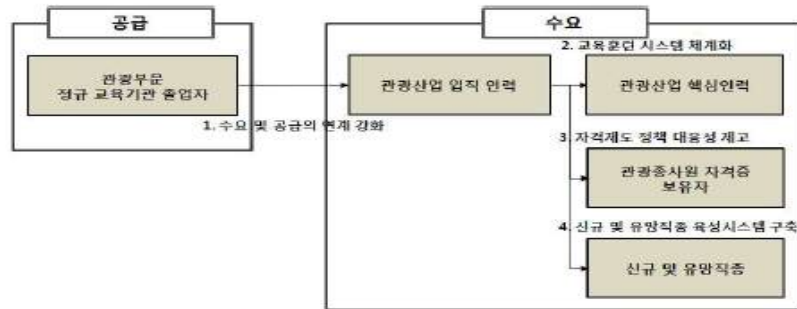 공급
수요
2. 교육훈련 시스템 체계화
관광부문
정규 교육기관 졸업자
관광산업 입직 인력
관광산업 핵심인력
1. 수요 및 공급의 연계 강화
3. 자격제도 정책 대응성 제고
관광종사원 자격증
보유자
4. 신규 및 유망직종 육성시스템 구축
신규 및 유망직종